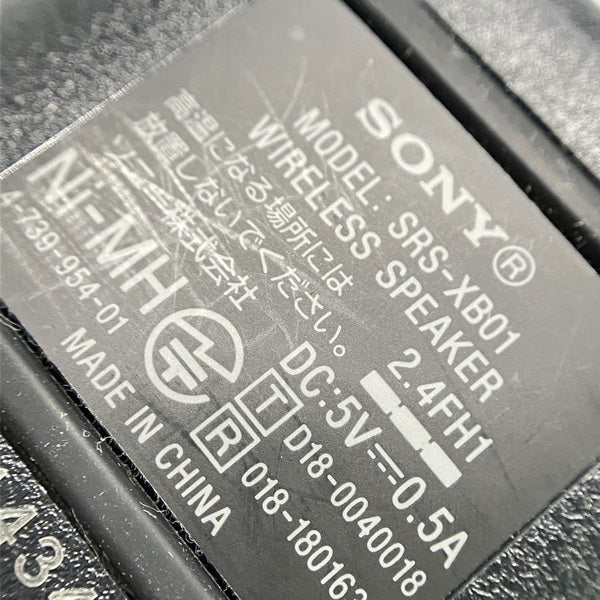 SONY®
MODEL: SRS-XB01
WIRELESS SPEAKER
2.4FH1
高温になる場所には
放置しないでください。
DC:5V⎓0.5A
ソニー株式会社
T D18-0040018
R 018-180163
Ni-MH
4-739-954-01
MADE IN CHINA
434